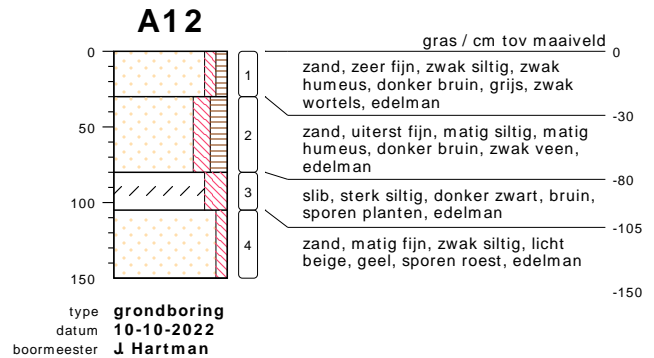 A12
gras / cm tov maaiveld
0
0
1
zand, zeer fijn, zwak siltig, zwak
humeus, donker bruin, grijs, zwak
wortels, edelman
-30
50
2
zand, uiterst fijn, matig siltig, matig
humeus, donker bruin, zwak veen,
edelman
-80
3
slib, sterk siltig, donker zwart, bruin,
sporen planten, edelman
100
-105
4
zand, matig fijn, zwak siltig, licht
beige, geel, sporen roest, edelman
150
-150
type grondboring
datum 10-10-2022
boormeester J Hartman